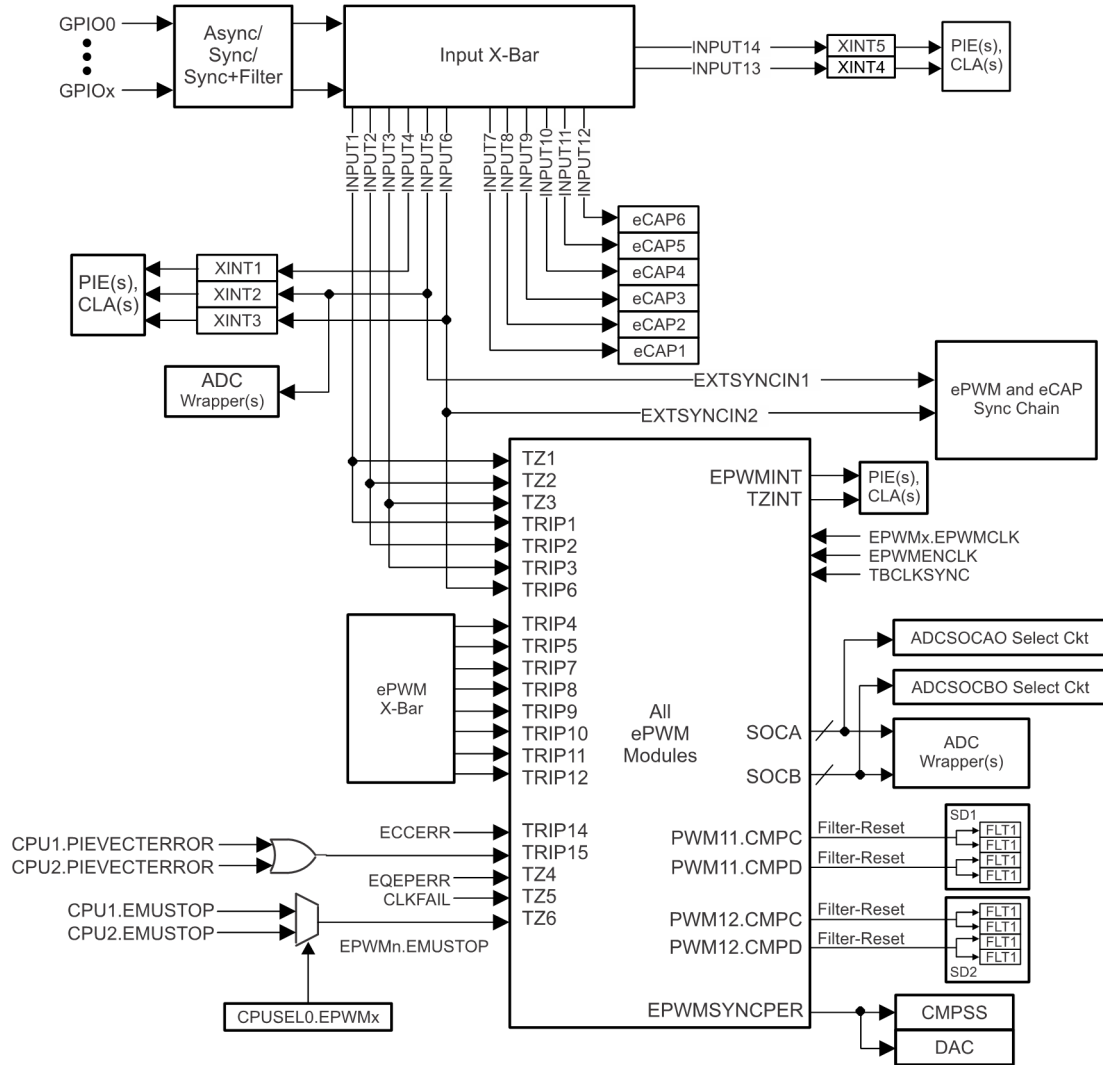 GPIO0
GPIOx
Async/
Sync/
Sync+Filter
Input X-Bar
INPUT14
INPUT13
XINT5
XINT4
PIE(s),
CLA(s)
INPUT1
INPUT2
INPUT3
INPUT4
INPUT5
INPUT6
INPUT7
INPUT8
INPUT9
INPUT10
INPUT11
INPUT12
eCAP6
eCAP5
eCAP4
eCAP3
eCAP2
eCAP1
PIE(s),
CLA(s)
XINT1
XINT2
XINT3
ADC
Wrapper(s)
EXTSYNCIN1
EXTSYNCIN2
ePWM and eCAP
Sync Chain
TZ1
TZ2
TZ3
TRIP1
TRIP2
TRIP3
TRIP6
EPWMINT
TZINT
PIE(s),
CLA(s)
EPWMx.EPWMCLK
EPWMENCLK
TBCLKSYNC
ePWM
X-Bar
TRIP4
TRIP5
TRIP7
TRIP8
TRIP9
TRIP10
TRIP11
TRIP12
All
ePWM
Modules
SOCA
SOCB
ADCSOCAO Select Ckt
ADCSOCBO Select Ckt
ADC
Wrapper(s)
CPU1.PIEVECTERROR
CPU2.PIEVECTERROR
ECCERR
EQEPERR
CLKFAIL
TRIP14
TRIP15
TZ4
TZ5
TZ6
CPU1.EMUSTOP
CPU2.EMUSTOP
EPWMn.EMUSTOP
CPUSEL0.EPWMx
PWM11.CMPC
Filter-Reset
PWM11.CMPD
Filter-Reset
SD1
FLT1
FLT1
FLT1
FLT1
PWM12.CMPC
Filter-Reset
PWM12.CMPD
Filter-Reset
FLT1
FLT1
FLT1
FLT1
SD2
EPWMSYNCPER
CMPSS
DAC